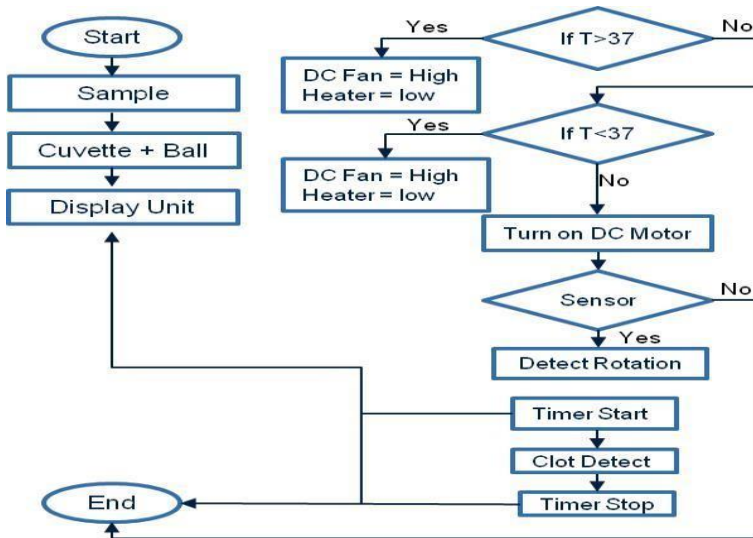 Start
Sample
Cuvette + Ball
Display Unit
If T>37
Yes
No
DC Fan = High
Heater = low
If T<37
Yes
DC Fan = High
Heater = low
No
Turn on DC Motor
Sensor
No
Yes
Detect Rotation
Timer Start
Clot Detect
Timer Stop
End